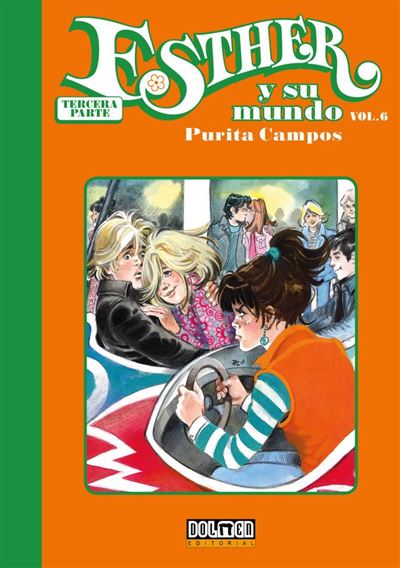 ESTHER
TERCERA
PARTE
y su
mundo VOL.6
Purita Campos
DOLMEN
EDITORIAL